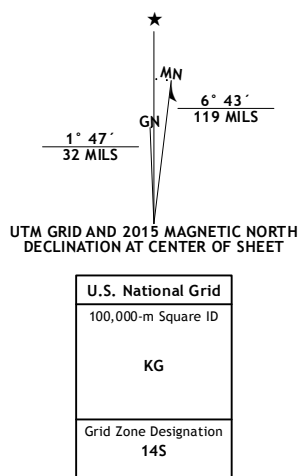 MN
GN
6° 43´
119 MILS
1° 47´
32 MILS
UTM GRID AND 2015 MAGNETIC NORTH
DECLINATION AT CENTER OF SHEET
U.S. National Grid
100,000-m Square ID
KG
Grid Zone Designation
14S